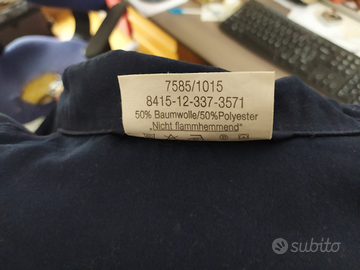 7585/1015
8415-12-337-3571
50% Baumwolle/50%Polyester
„Nicht flammhemmend"
subito